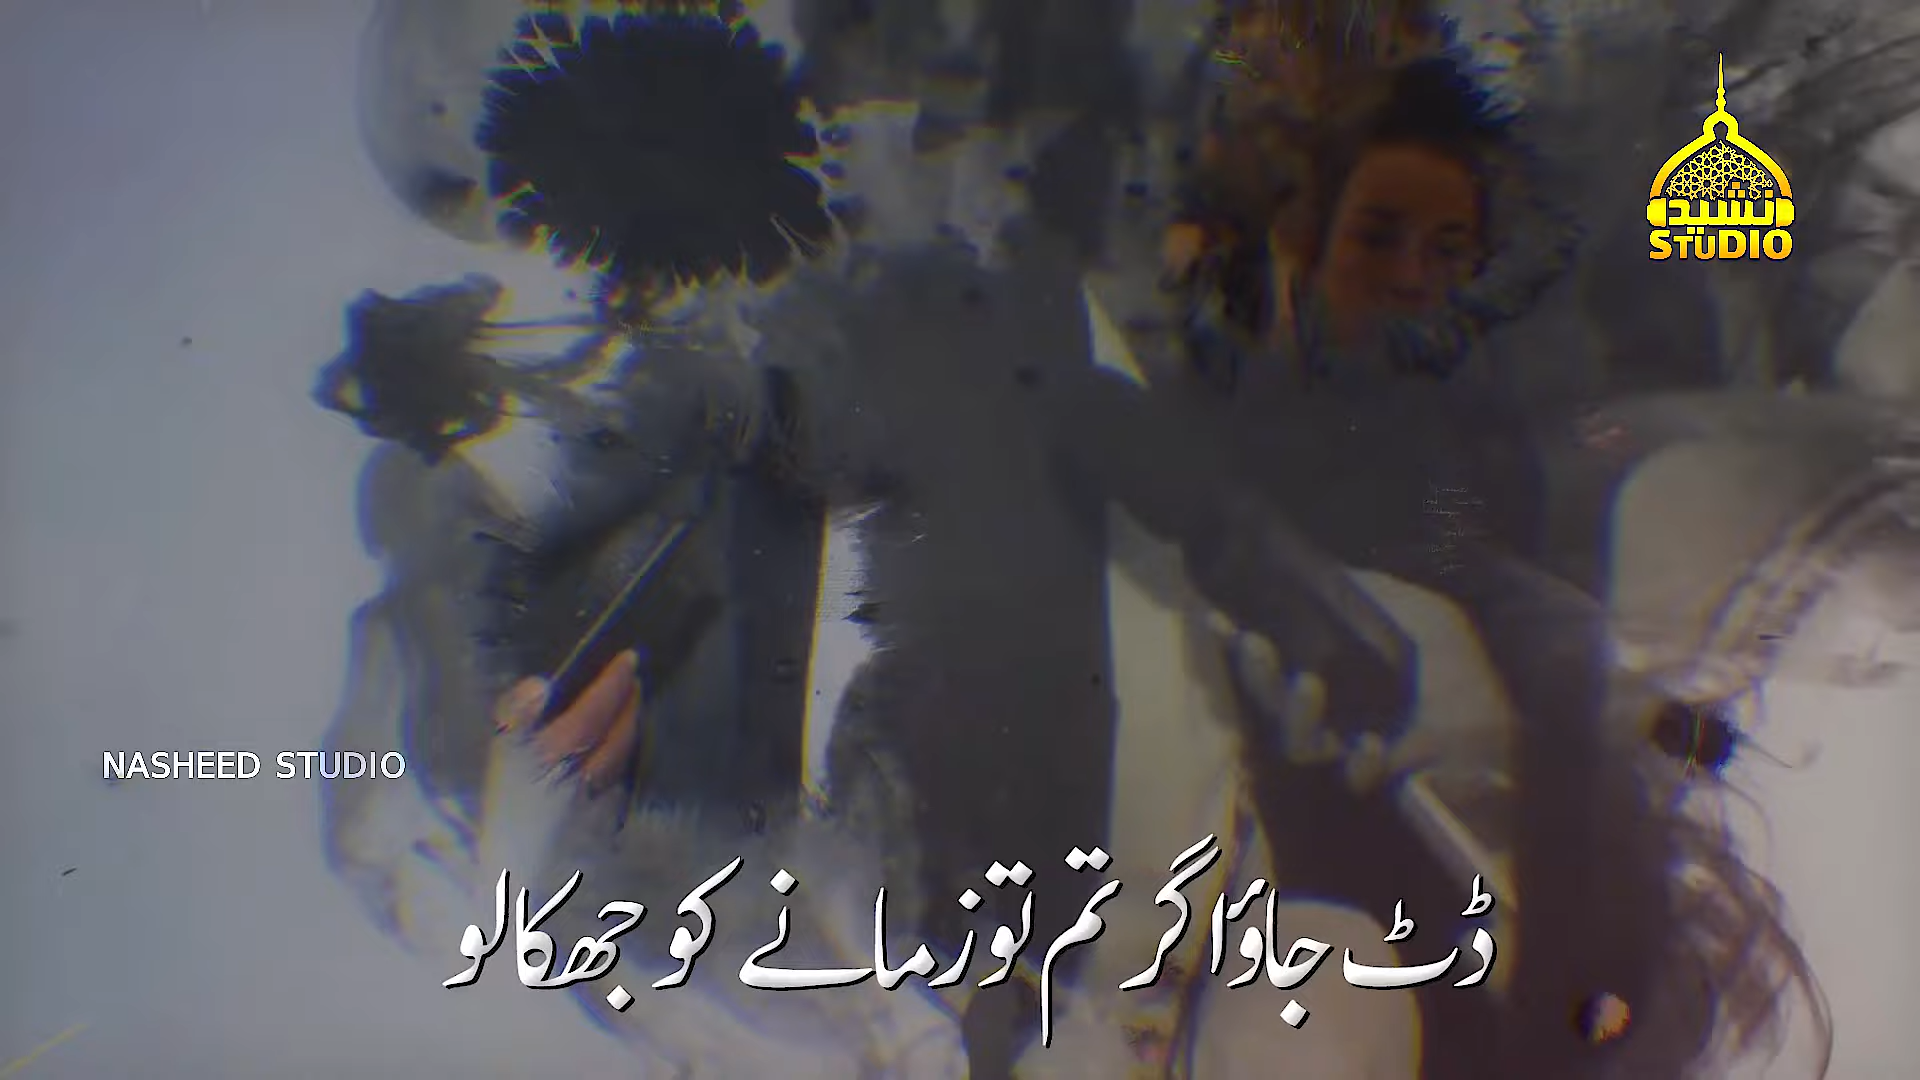 نشید
STUDIO
NASHEED STUDIO
ڈٹ جاؤ اگر تم تو زمانے کو جھکا لو